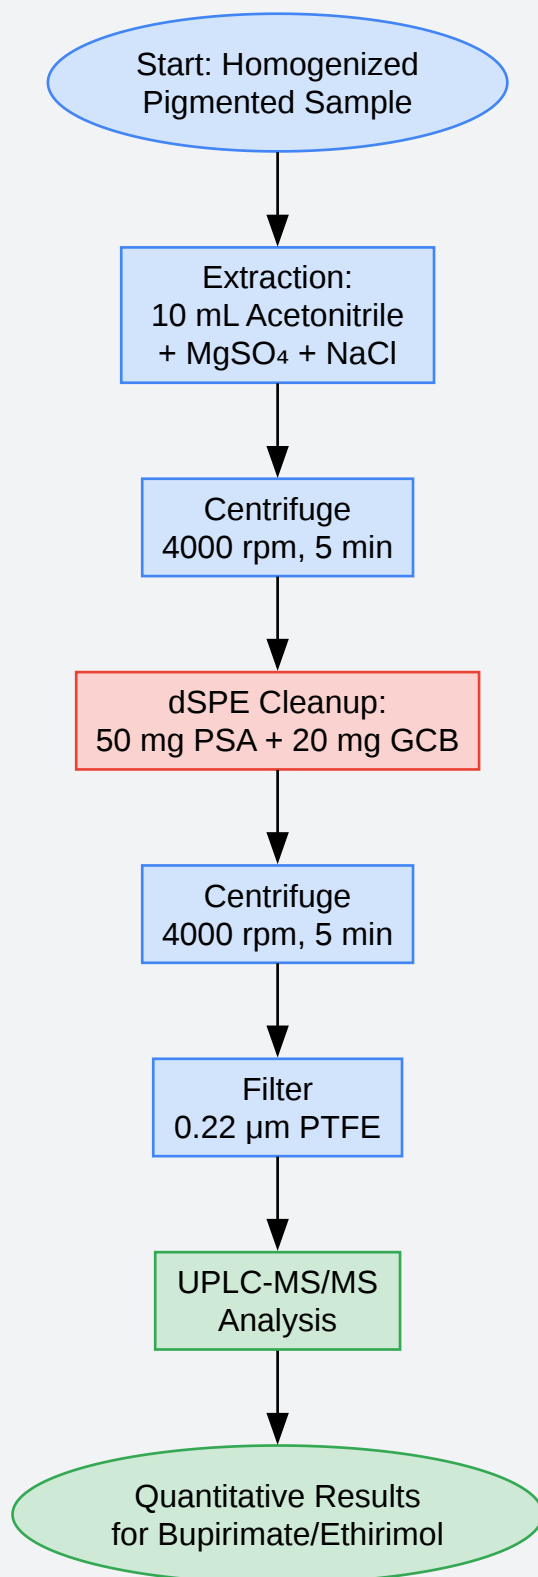 Start: Homogenized
Pigmented Sample
Extraction:
10 mL Acetonitrile
+ MgSO₄ + NaCl
Centrifuge
4000 rpm, 5 min
dSPE Cleanup:
50 mg PSA + 20 mg GCB
Centrifuge
4000 rpm, 5 min
Filter
0.22 μm PTFE
UPLC-MS/MS
Analysis
Quantitative Results
for Bupirimate/Ethirimol